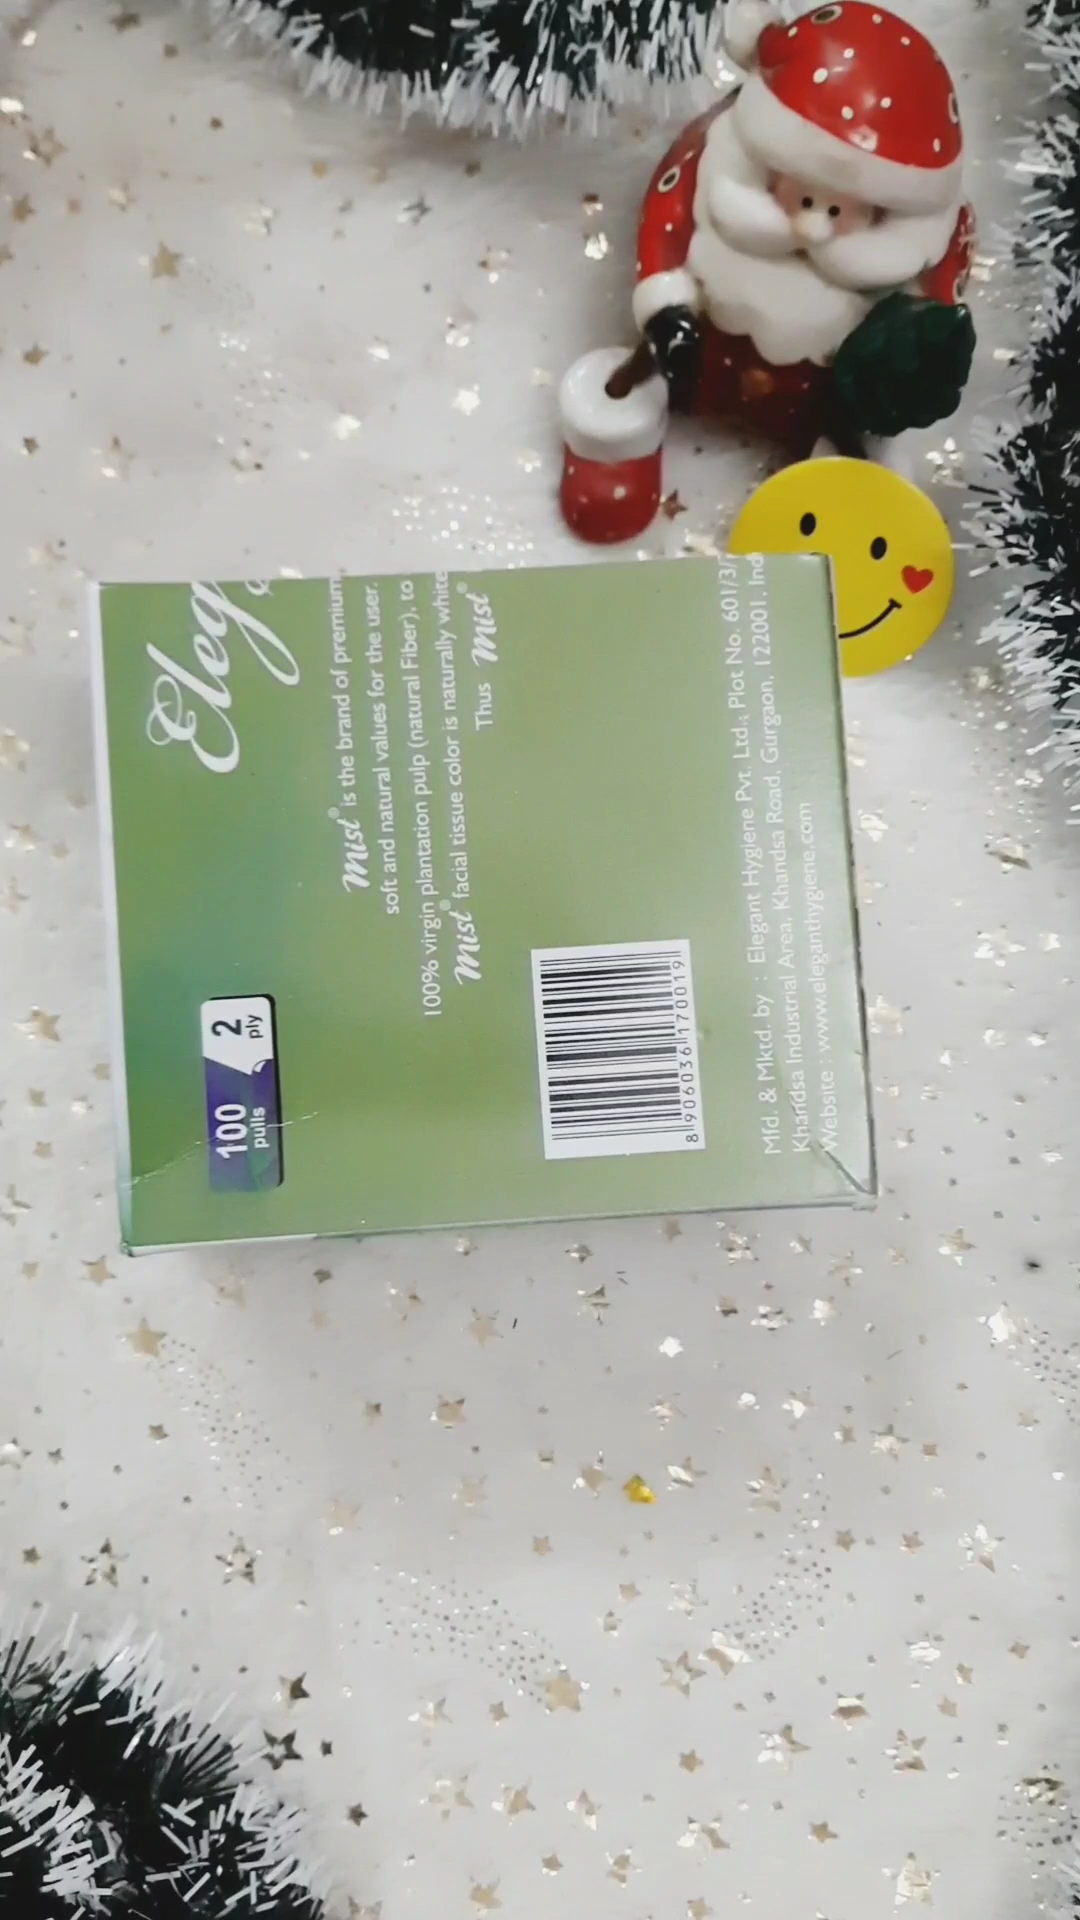 Eleg
Mist® is the brand of premium
soft and natural values for the user.
100% virgin plantation pulp (natural Fiber), to
Mist® facial tissue color is naturally white
Thus Mist®
100 pulls
2 ply
8 906036 170019
Mfd. & Mktd. by : Elegant Hygiene Pvt. Ltd., Plot No. 601/3/
Khandsa Industrial Area, Khandsa Road, Gurgaon, 122001, Ind
Website : www.eleganthygiene.com